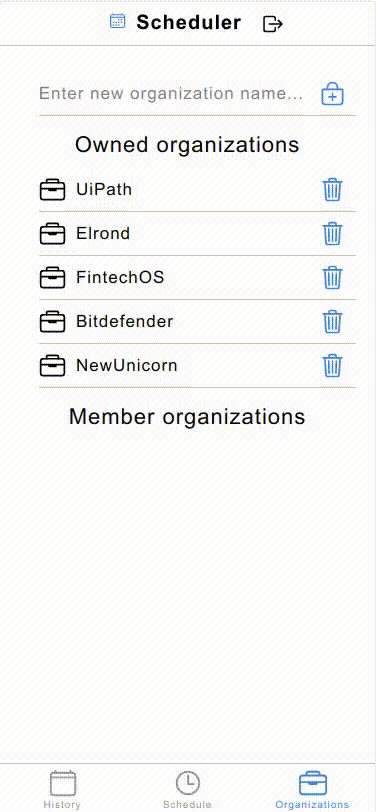 Scheduler
Enter new organization name...
Owned organizations
UiPath
Elrond
FintechOS
Bitdefender
NewUnicorn
Member organizations
History Schedule Organizations